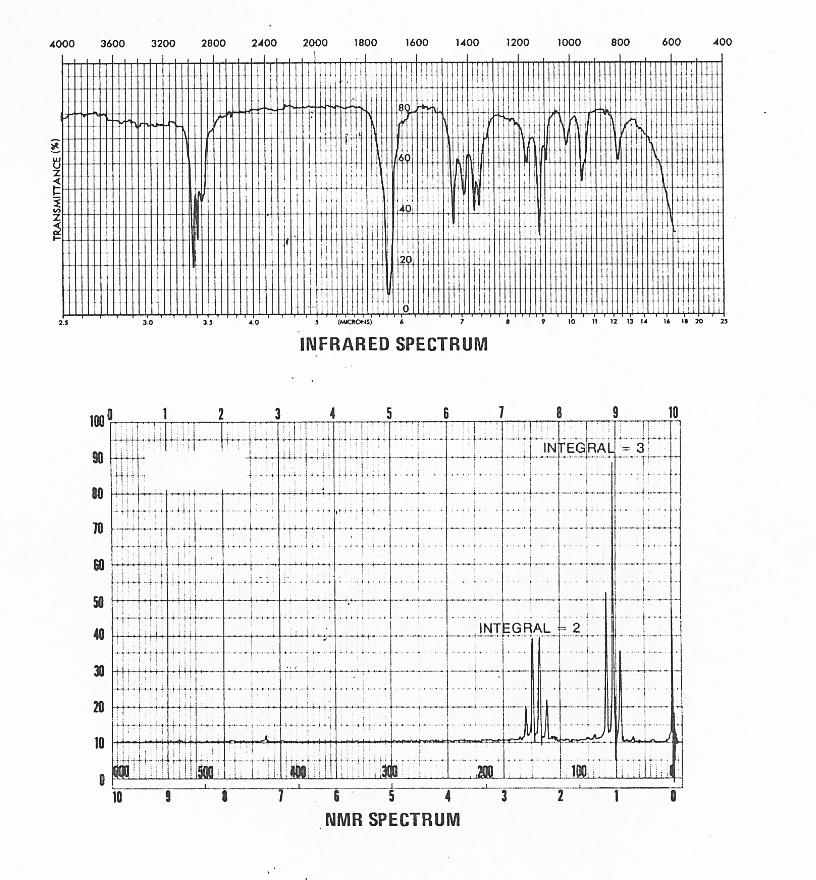 4000 3600 3200 2800 2400 2000 1800 1600 1400 1200 1000 800 600 400
80
60
40
20
0
TRANSMITTANCE (%)
2.5 3.0 3.5 4.0 5 (MICRONS) 6 7 8 9 10 11 12 13 14 16 18 20 25
INFRARED SPECTRUM
0 1 2 3 4 5 6 7 8 9 10
100
90
80
70
60
50
40
30
20
10
0
INTEGRAL = 3
INTEGRAL = 2
600 500 400 300 200 100 0
10 9 8 7 6 5 4 3 2 1 0
NMR SPECTRUM